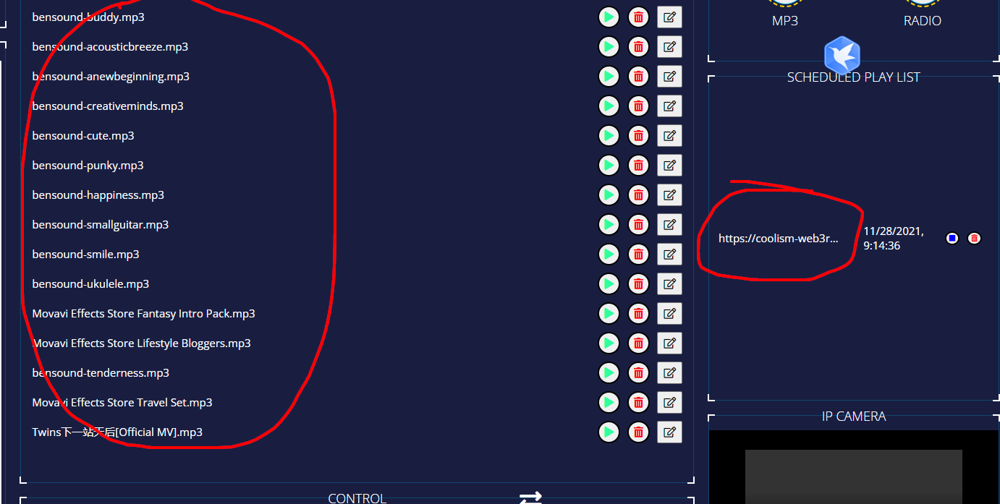 bensound-buddy.mp3
bensound-acousticbreeze.mp3
bensound-anewbeginning.mp3
bensound-creativeminds.mp3
bensound-cute.mp3
bensound-punky.mp3
bensound-happiness.mp3
bensound-smallguitar.mp3
bensound-smile.mp3
bensound-ukulele.mp3
Movavi Effects Store Fantasy Intro Pack.mp3
Movavi Effects Store Lifestyle Bloggers.mp3
bensound-tenderness.mp3
Movavi Effects Store Travel Set.mp3
Twins下一站天后[Official MV].mp3
CONTROL
MP3
RADIO
SCHEDULED PLAY LIST
https://coolism-web3r...
11/28/2021,
9:14:36
IP CAMERA